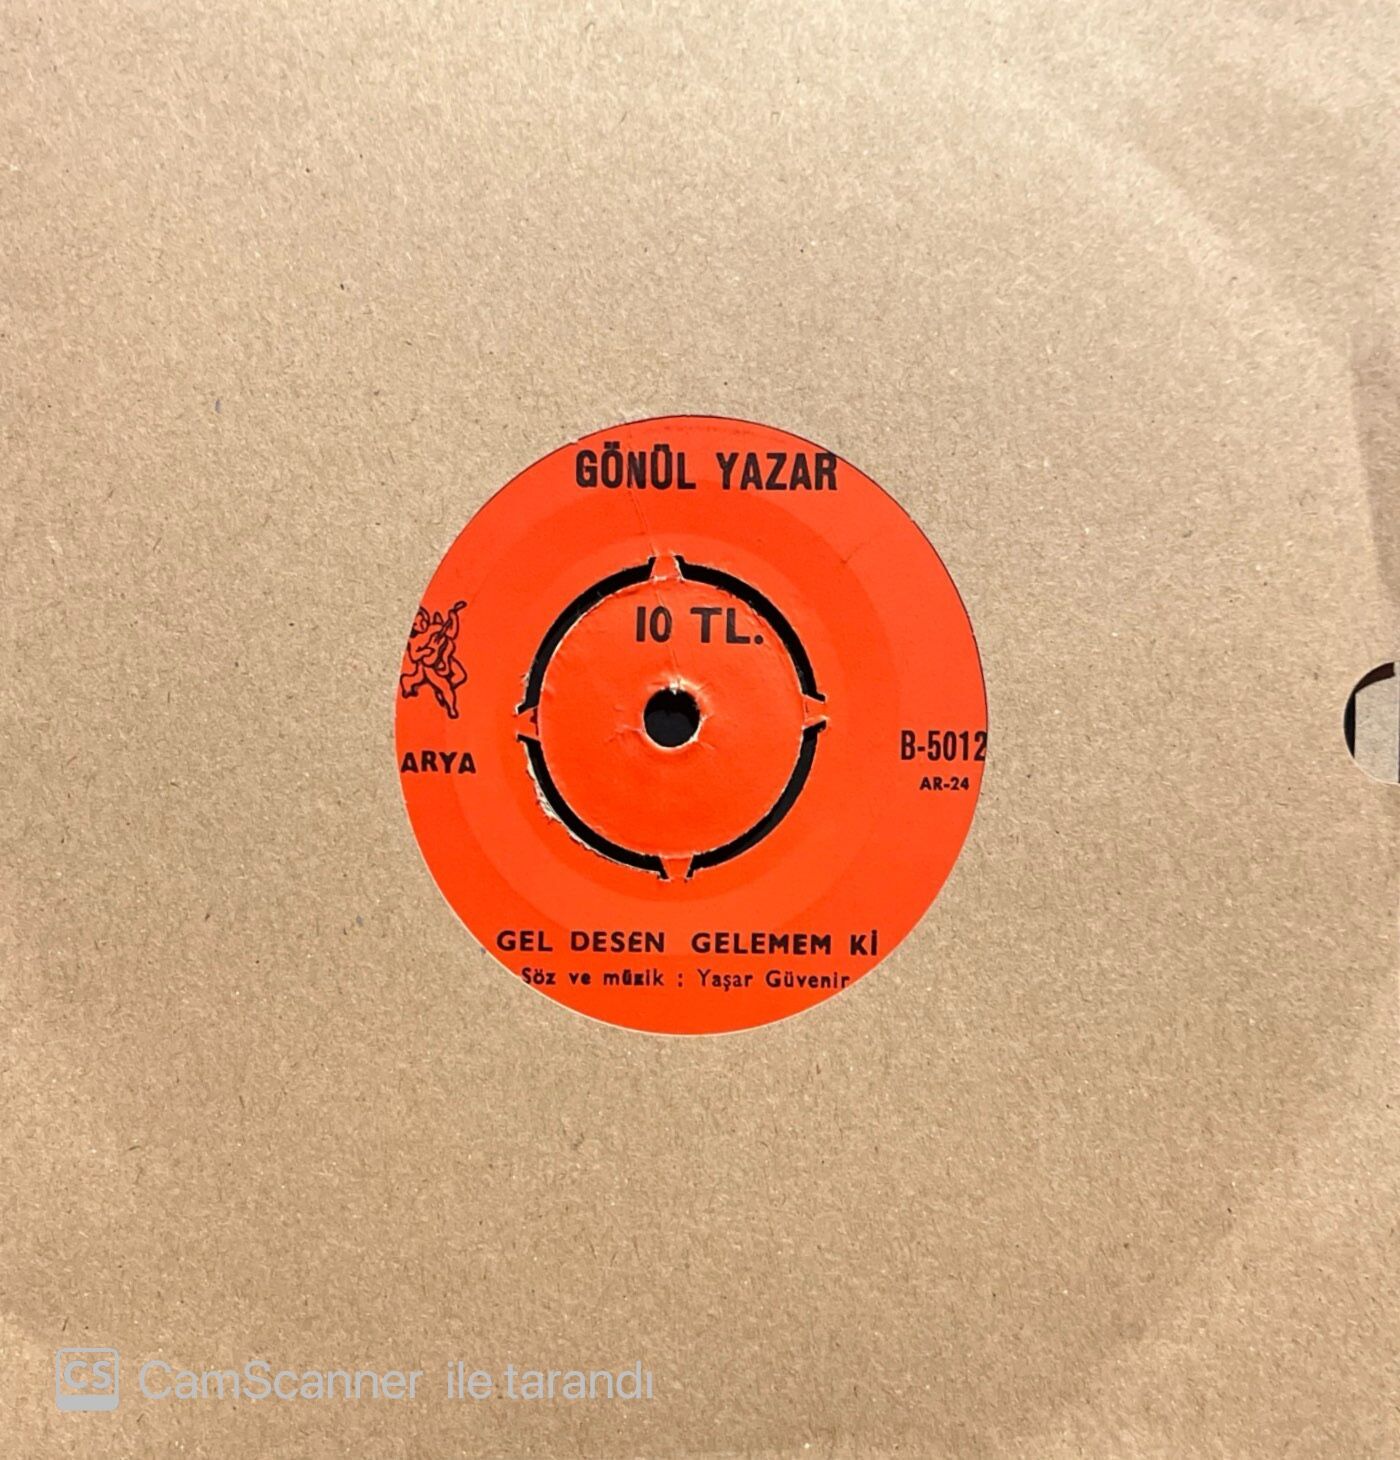 GÖNÜL YAZAR
10 TL.
ARYA
B-5012
AR-24
GEL DESEN GELEMEM Kİ
Söz ve müzik : Yaşar Güvenir
CS CamScanner ile tarandı